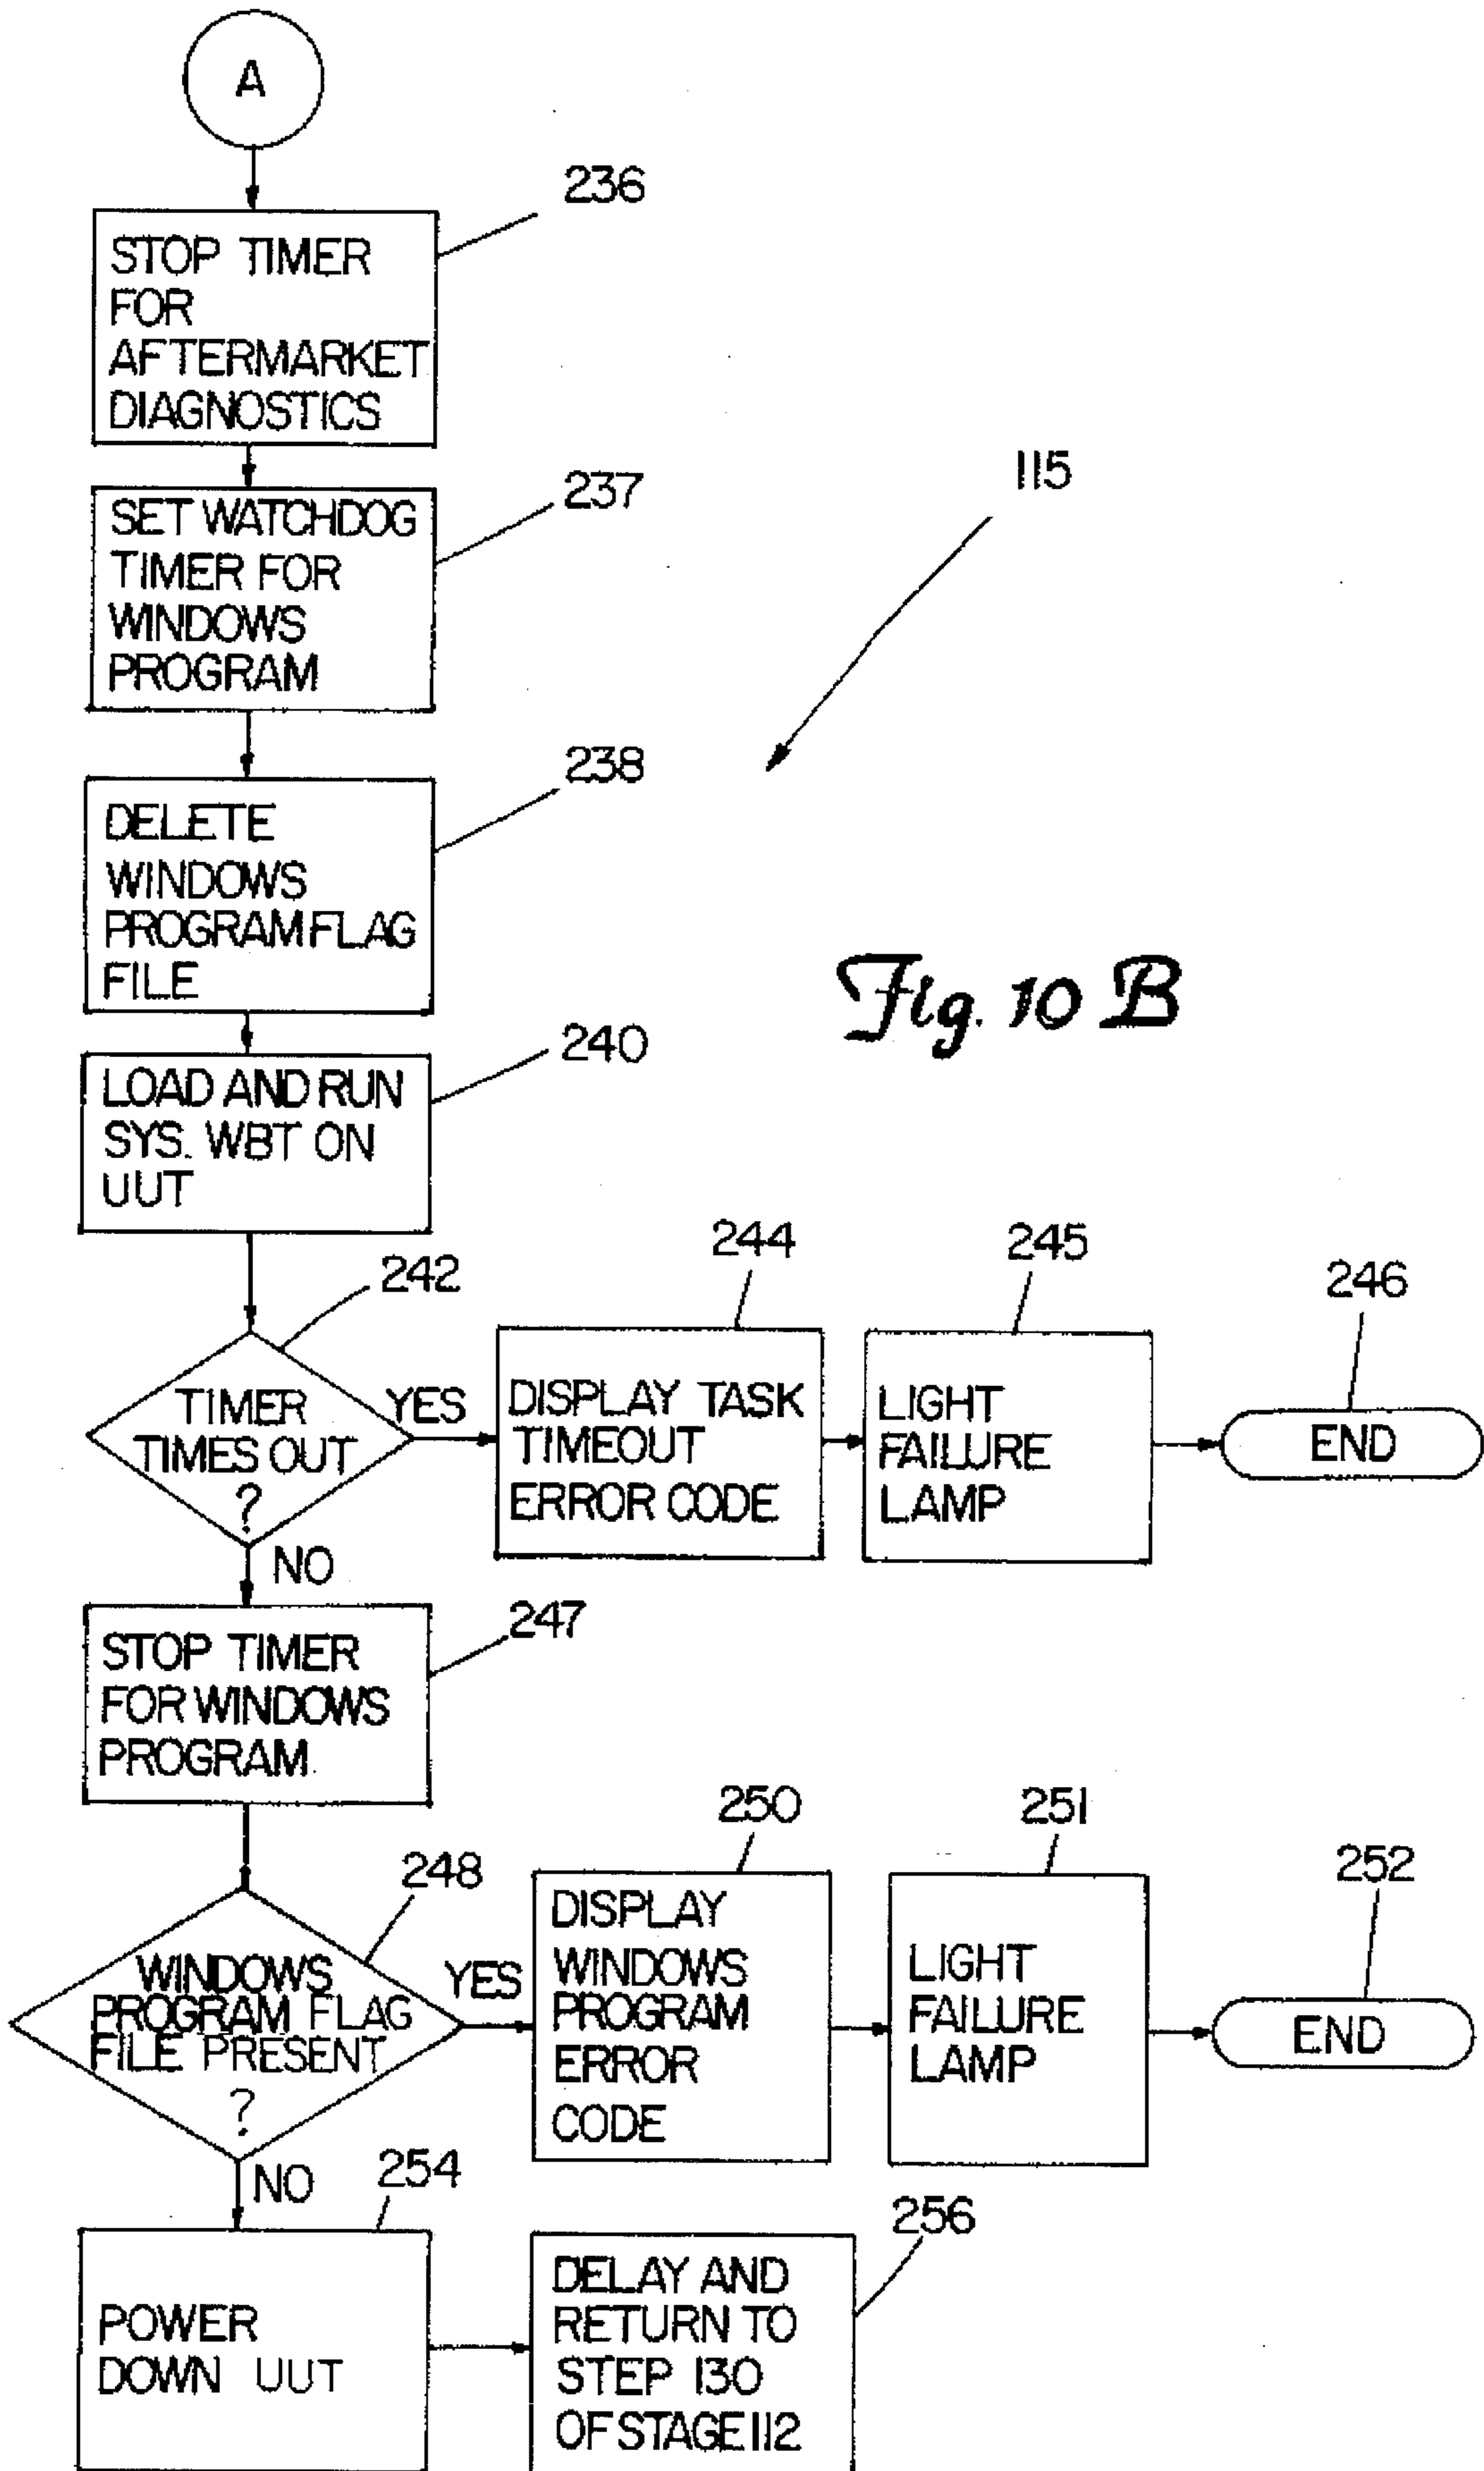 A
236
STOP TIMER
FOR
AFTERMARKET
DIAGNOSTICS
237
SET WATCHDOG
TIMER FOR
WINDOWS
PROGRAM
115
238
DELETE
WINDOWS
PROGRAM FLAG
FILE
Fig. 10 B
240
LOAD AND RUN
SYS. WBT ON
UUT
242
TIMER
TIMES OUT
?
YES
NO
244
DISPLAY TASK
TIMEOUT
ERROR CODE
245
LIGHT
FAILURE
LAMP
246
END
247
STOP TIMER
FOR WINDOWS
PROGRAM
248
WINDOWS
PROGRAM FLAG
FILE PRESENT
?
YES
NO
250
DISPLAY
WINDOWS
PROGRAM
ERROR
CODE
251
LIGHT
FAILURE
LAMP
252
END
254
POWER
DOWN UUT
256
DELAY AND
RETURN TO
STEP 130
OF STAGE 112